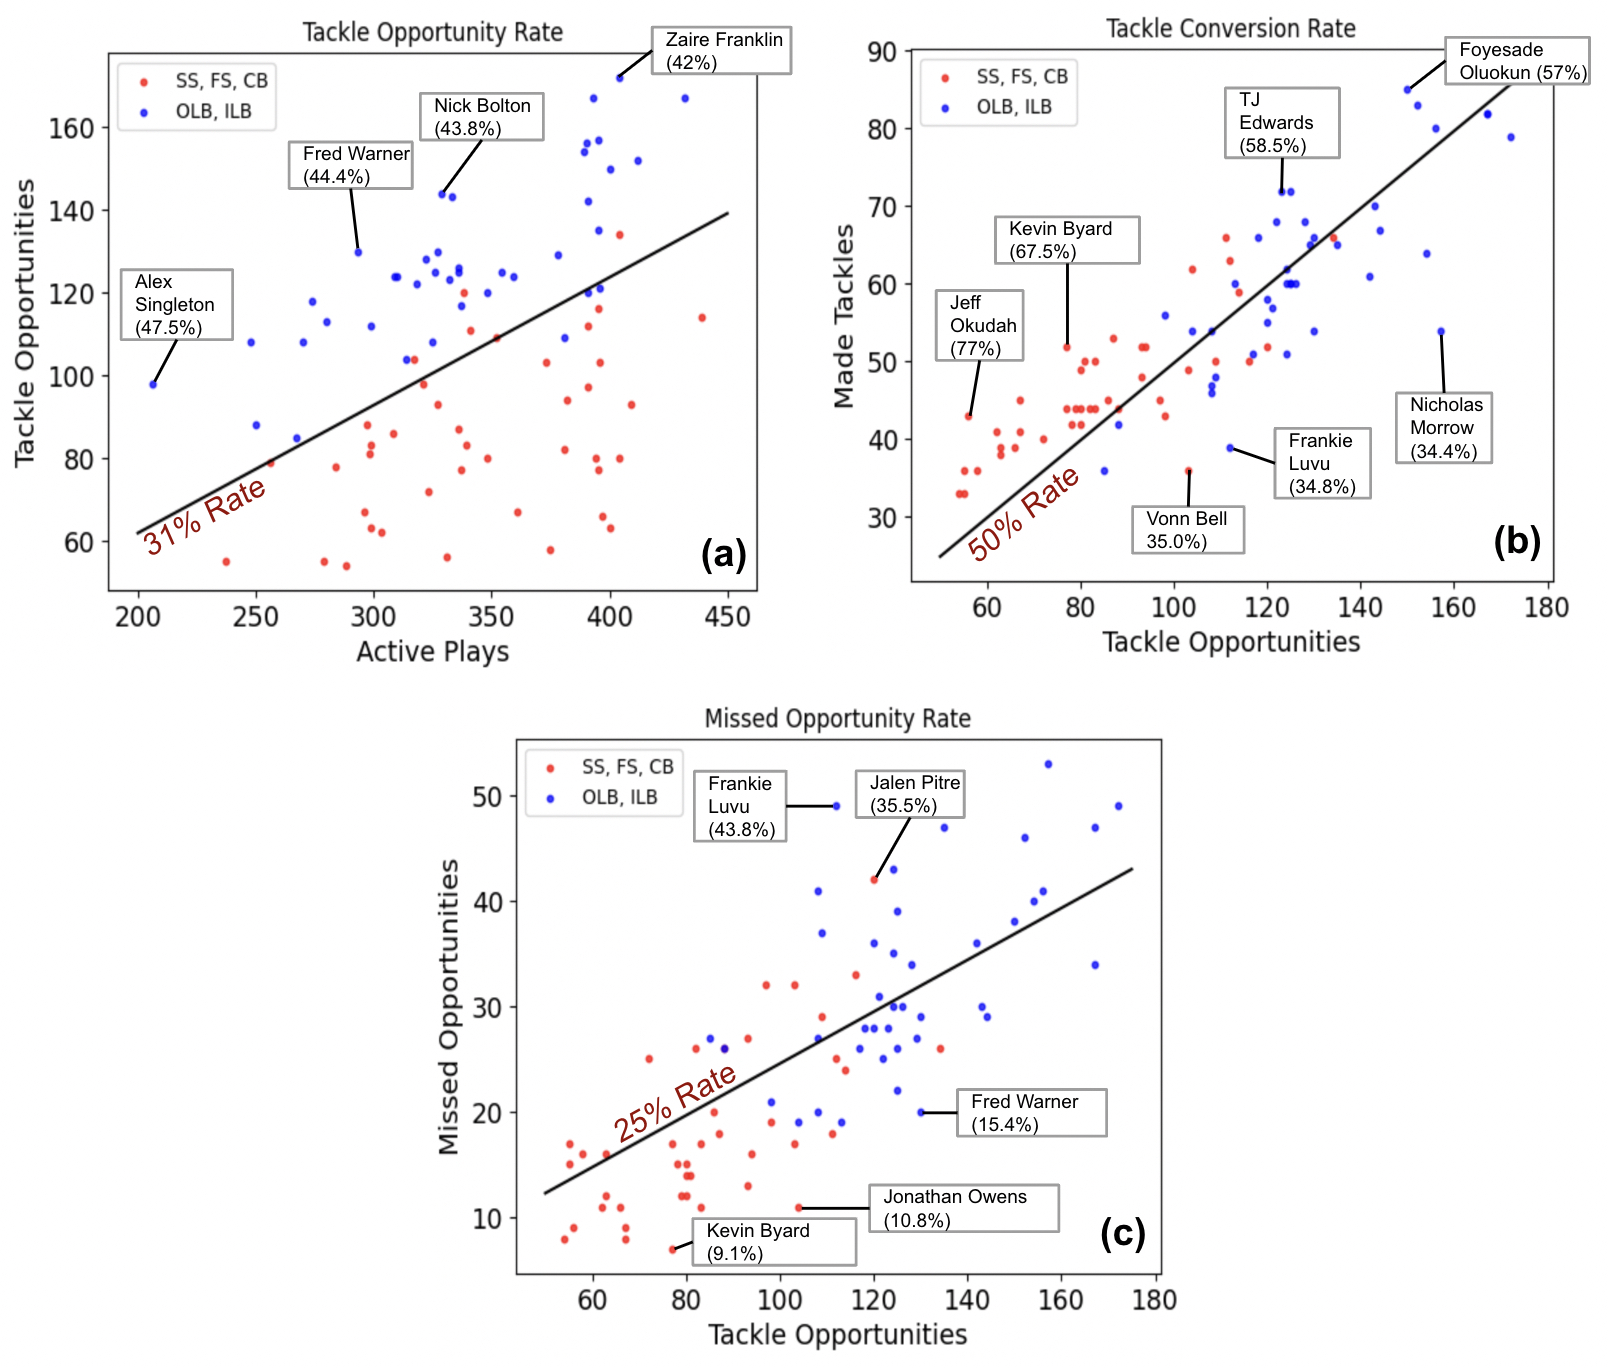 Tackle Opportunity Rate
SS, FS, CB
OLB, ILB
Zaire Franklin
(42%)
Nick Bolton
(43.8%)
Fred Warner
(44.4%)
Alex
Singleton
(47.5%)
31% Rate
(a)
Tackle Opportunities
160
140
120
100
80
60
200 250 300 350 400 450
Active Plays
Tackle Conversion Rate
SS, FS, CB
OLB, ILB
Foyesade
Oluokun (57%)
TJ
Edwards
(58.5%)
Kevin Byard
(67.5%)
Jeff
Okudah
(77%)
Nicholas
Morrow
(34.4%)
Frankie
Luvu
(34.8%)
Vonn Bell
35.0%)
50% Rate
(b)
Made Tackles
90
80
70
60
50
40
30
60 80 100 120 140 160 180
Tackle Opportunities
Missed Opportunity Rate
SS, FS, CB
OLB, ILB
Frankie
Luvu
(43.8%)
Jalen Pitre
(35.5%)
25% Rate
Fred Warner
(15.4%)
Jonathan Owens
(10.8%)
Kevin Byard
(9.1%)
(c)
Missed Opportunities
50
40
30
20
10
60 80 100 120 140 160 180
Tackle Opportunities